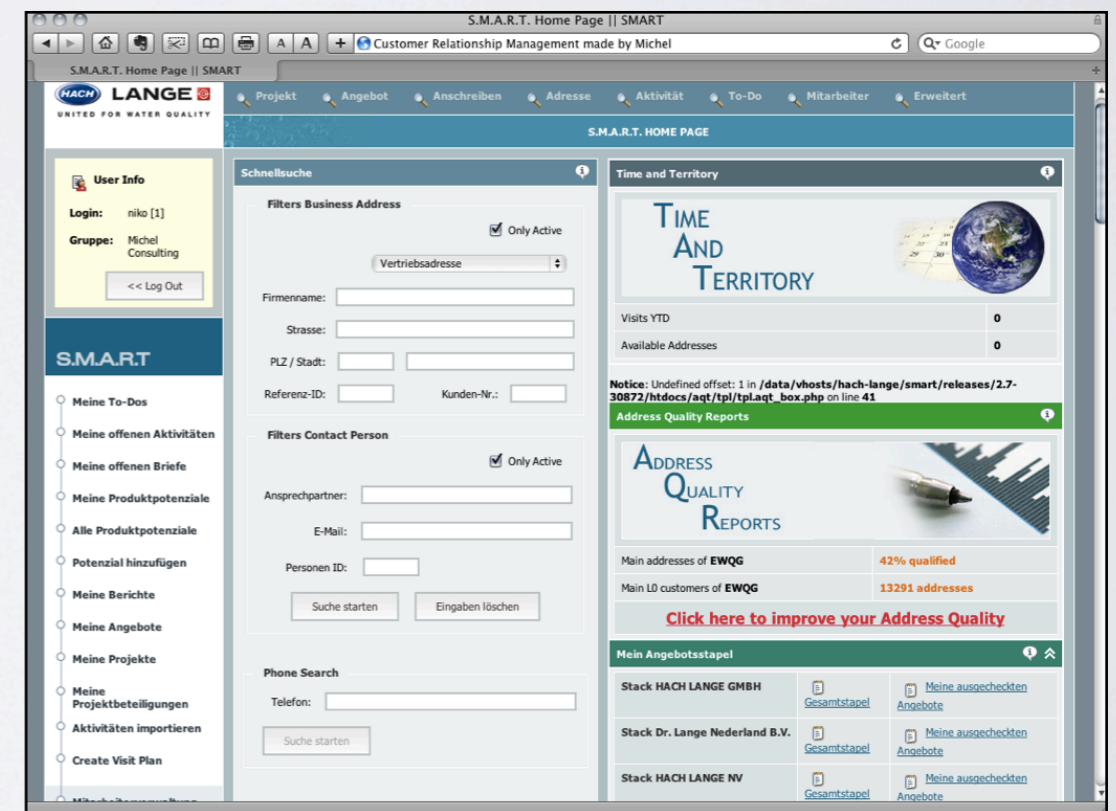 S.M.A.R.T. Home Page || SMART
A A + Customer Relationship Management made by Michel Google
S.M.A.R.T. Home Page || SMART
HACH LANGE
UNITED FOR WATER QUALITY
Projekt Angebot Anschreiben Adresse Aktivität To-Do Mitarbeiter Erweitert
S.M.A.R.T. HOME PAGE
User Info
Login: niko [1]
Gruppe: Michel
Consulting
<< Log Out
S.M.A.R.T
Meine To-Dos
Meine offenen Aktivitäten
Meine offenen Briefe
Meine Produktpotenziale
Alle Produktpotenziale
Potenzial hinzufügen
Meine Berichte
Meine Angebote
Meine Projekte
Meine
Projektbeteiligungen
Aktivitäten importieren
Create Visit Plan
Mitarbeiterverwaltung
Schnellsuche
Filters Business Address
Only Active
Vertriebsadresse
Firmenname:
Strasse:
PLZ / Stadt:
Referenz-ID: Kunden-Nr.:
Filters Contact Person
Only Active
Ansprechpartner:
E-Mail:
Personen ID:
Suche starten Eingaben löschen
Phone Search
Telefon:
Suche starten
Time and Territory
TIME
AND
TERRITORY
Visits YTD 0
Available Addresses 0
Notice: Undefined offset: 1 in /data/vhosts/hach-lange/smart/releases/2.7-
30872/htdocs/aqt/tpl/tpl.aqt_box.php on line 41
Address Quality Reports
ADDRESS
QUALITY
REPORTS
Main addresses of EWQG 42% qualified
Main L0 customers of EWQG 13291 addresses
Click here to improve your Address Quality
Mein Angebotsstapel
Stack HACH LANGE GMBH Gesamtstapel Meine ausgecheckten
Angebote
Stack Dr. Lange Nederland B.V. Gesamtstapel Meine ausgecheckten
Angebote
Stack HACH LANGE NV Gesamtstapel Meine ausgecheckten
Angebote